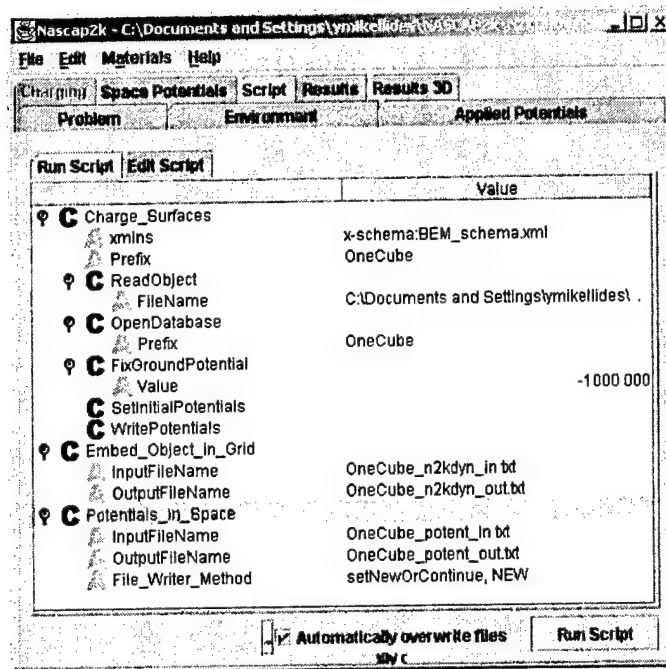 Nascap2k - C:\Documents and Settings\ymikellides\NASCAP2K
File Edit Materials Help
Charging Space Potentials Script Results Results 3D
Problem Environment Applied Potentials
Run Script Edit Script
Value
C Charge_Surfaces
A xmlns x-schema:BEM_schema.xml
A Prefix OneCube
C ReadObject
A FileName C:\Documents and Settings\ymikellides\ .
C OpenDatabase
A Prefix OneCube
C FixGroundPotential
A Value -1000 000
C SetInitialPotentials
C WritePotentials
C Embed_Object_in_Grid
A InputFileName OneCube_n2kdyn_in txt
A OutputFileName OneCube_n2kdyn_out.txt
C Potentials_in_Space
A InputFileName OneCube_potent_in txt
A OutputFileName OneCube_potent_out.txt
A File_Writer_Method setNewOrContinue, NEW
Automatically overwrite files Run Script